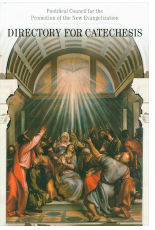 Pontifical Council for the
Promotion of the New Evangelization
DIRECTORY FOR CATECHESIS